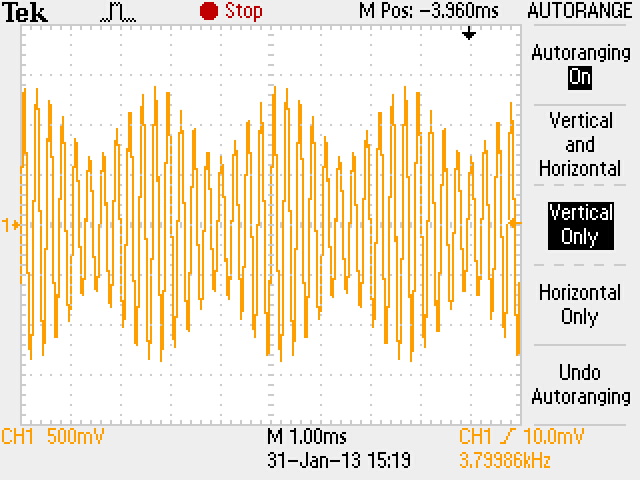 Tek Stop M Pos: -3.960ms AUTORANGE
Autoranging
On
Vertical
and
Horizontal
Vertical
Only
Horizontal
Only
Undo
Autoranging
1
CH1 500mV M 1.00ms CH1 10.0mV
31-Jan-13 15:19 3.79986kHz